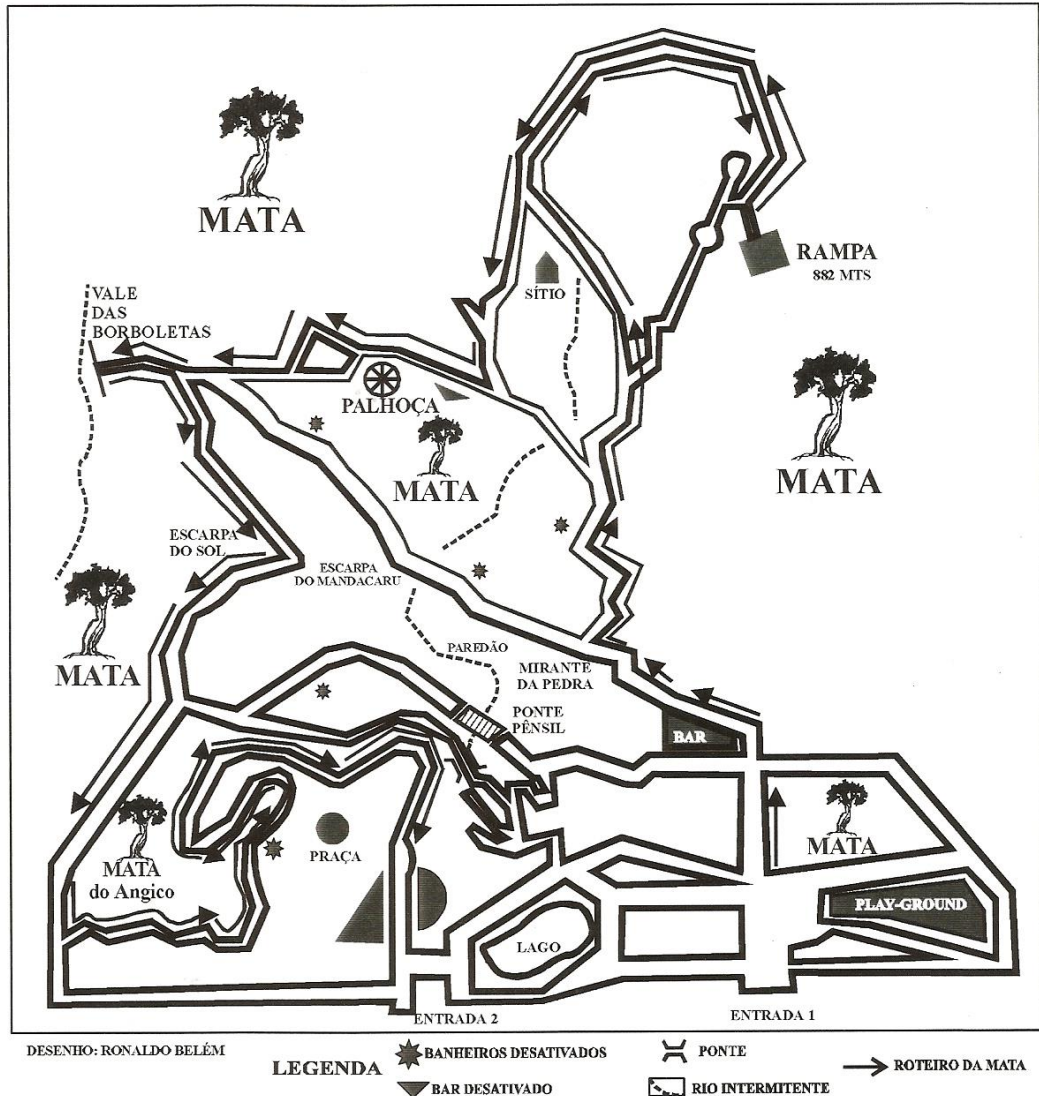 MATA
RAMPA
882 MTS
SÍTIO
VALE
DAS
BORBOLETAS
PALHOÇA
MATA
MATA
ESCARPA
DO SOL
ESCARPA
DO MANDACARU
MATA
PAREDÃO
MIRANTE
DA PEDRA
PONTE
PÊNSIL
BAR
MATA
MATA
do Angico
PRAÇA
PLAY-GROUND
LAGO
ENTRADA 2
ENTRADA 1
DESENHO: RONALDO BELÉM
LEGENDA
BANHEIROS DESATIVADOS
BAR DESATIVADO
PONTE
RIO INTERMITENTE
ROTEIRO DA MATA